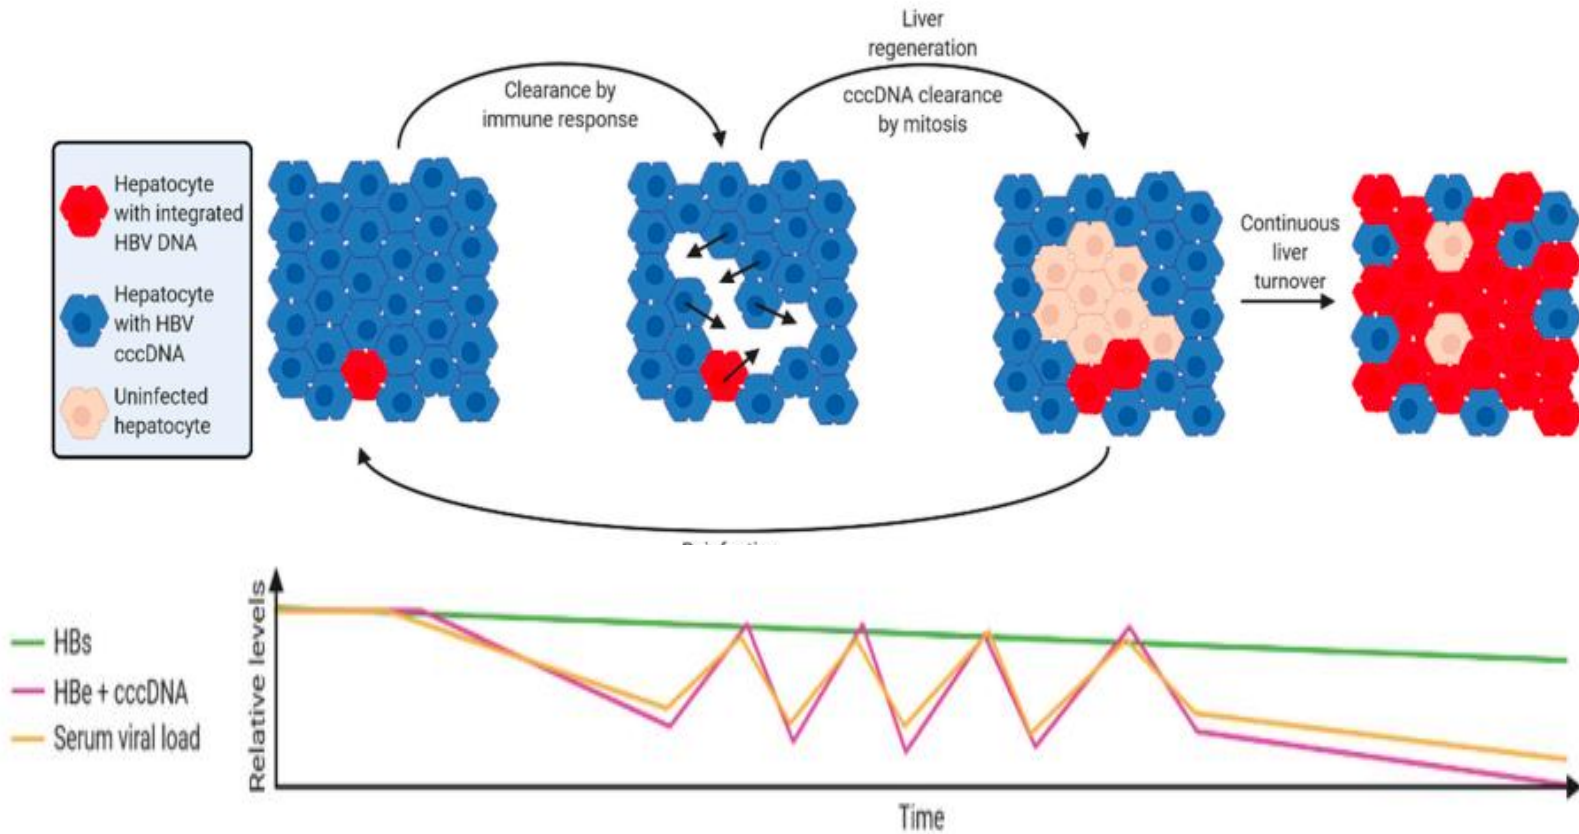 Liver
regeneration
Clearance by
immune response
cccDNA clearance
by mitosis
Hepatocyte
with integrated
HBV DNA
Hepatocyte
with HBV
cccDNA
Uninfected
hepatocyte
Continuous
liver
turnover
Relative levels
HBs
HBe + cccDNA
Serum viral load
Time